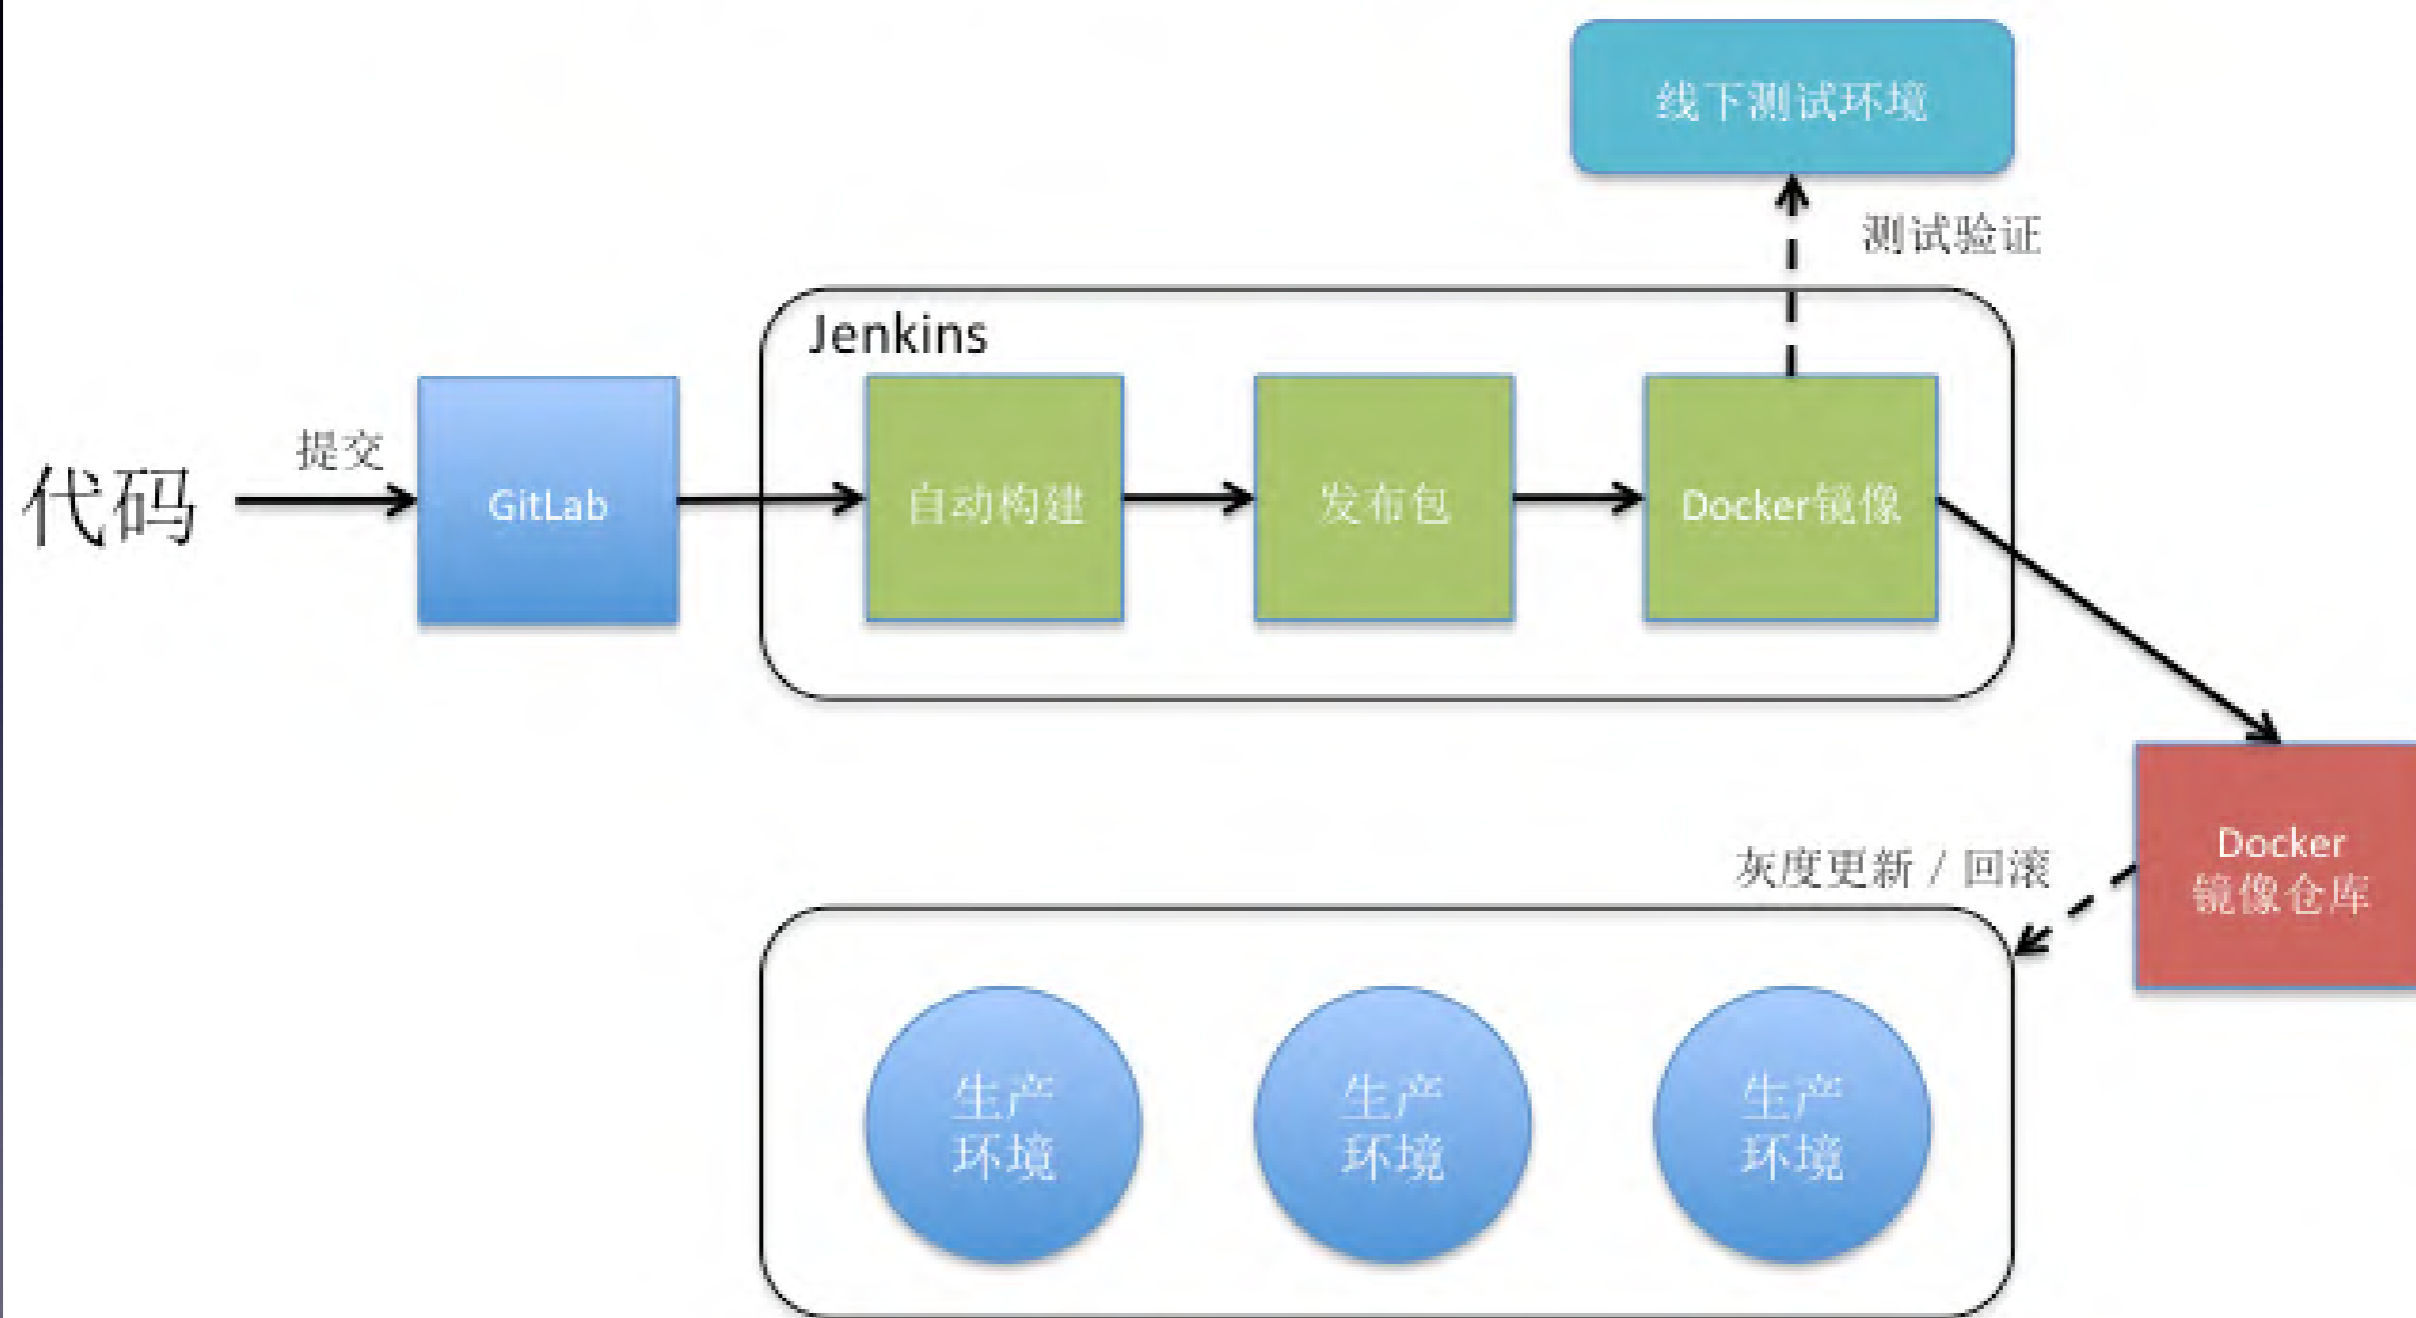 线下测试环境
测试验证
Jenkins
提交
代码
GitLab
自动构建
发布包
Docker镜像
Docker
镜像仓库
灰度更新 / 回滚
生产
环境
生产
环境
生产
环境